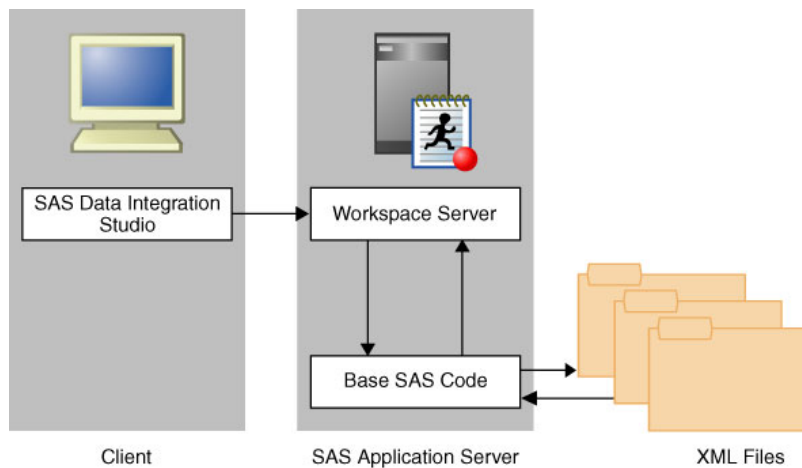 SAS Data Integration
Studio
Workspace Server
Base SAS Code
Client
SAS Application Server
XML Files